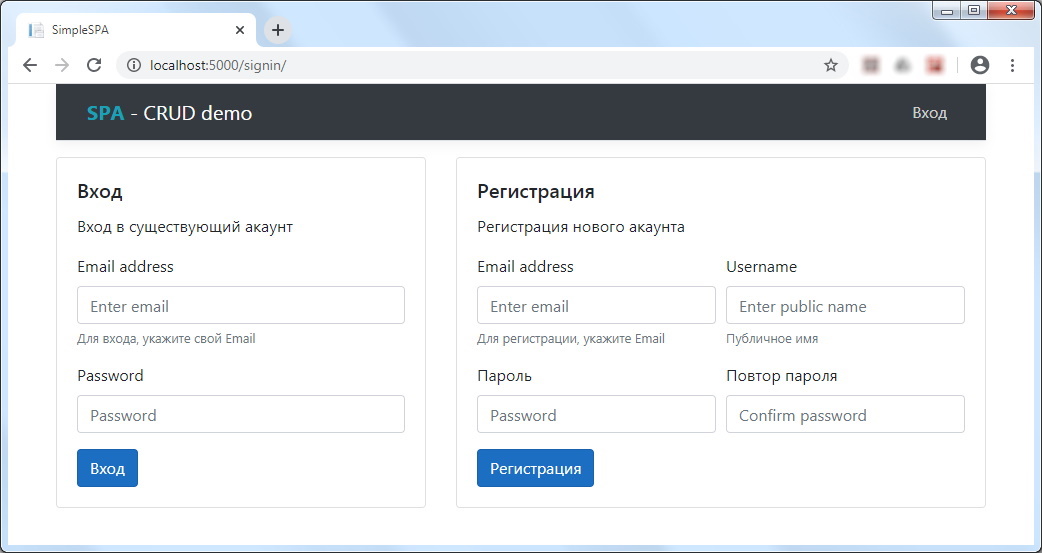 SimpleSPA
localhost:5000/signin/
SPA - CRUD demo
Вход
Вход
Вход в существующий акаунт
Email address
Enter email
Для входа, укажите свой Email
Password
Password
Вход
Регистрация
Регистрация нового акаунта
Email address
Username
Enter email
Enter public name
Для регистрации, укажите Email
Публичное имя
Пароль
Повтор пароля
Password
Confirm password
Регистрация